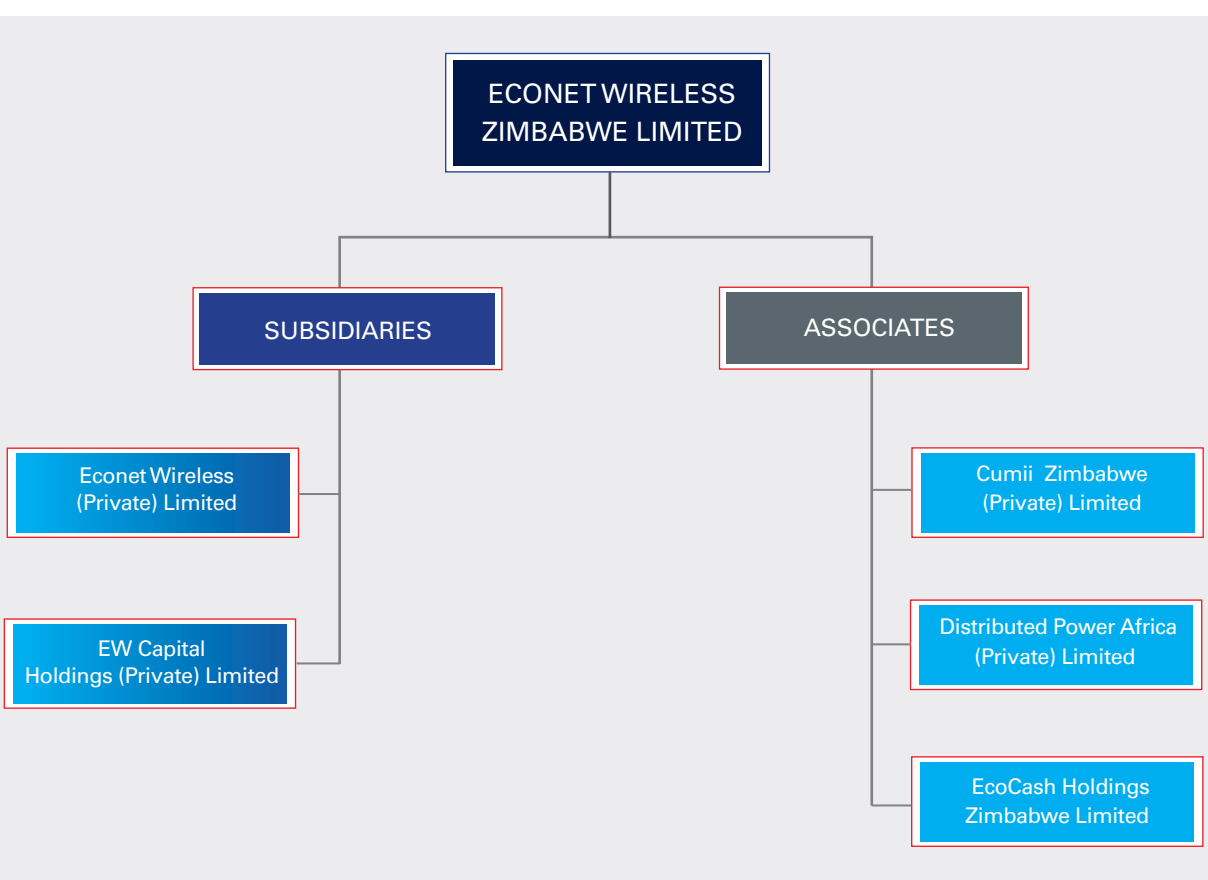 ECONET WIRELESS
ZIMBABWE LIMITED
SUBSIDIARIES
ASSOCIATES
Econet Wireless
(Private) Limited
EW Capital
Holdings (Private) Limited
Cumii Zimbabwe
(Private) Limited
Distributed Power Africa
(Private) Limited
EcoCash Holdings
Zimbabwe Limited